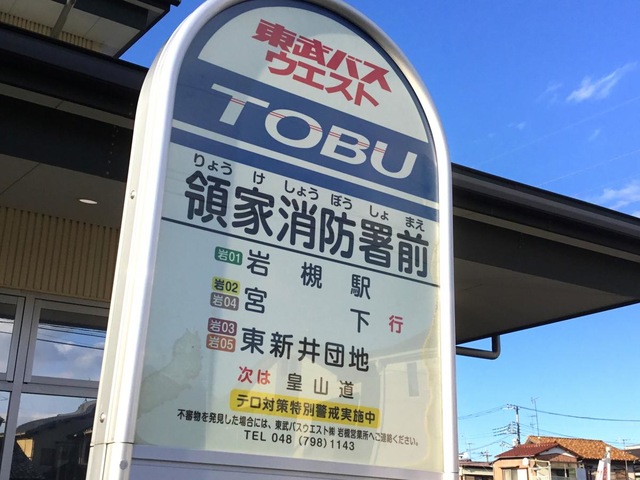 東武バス
ウエスト
TOBU
りょう け しょう ぼう しょ まえ
領家消防署前
岩01 岩槻駅
岩02
岩04 宮下 行
岩03
岩05 東新井団地
次は 皇山道
テロ対策特別警戒実施中
不審物を発見した場合には、東武バスウエスト㈱ 岩槻営業所へご連絡ください。
TEL 048 (798) 1143